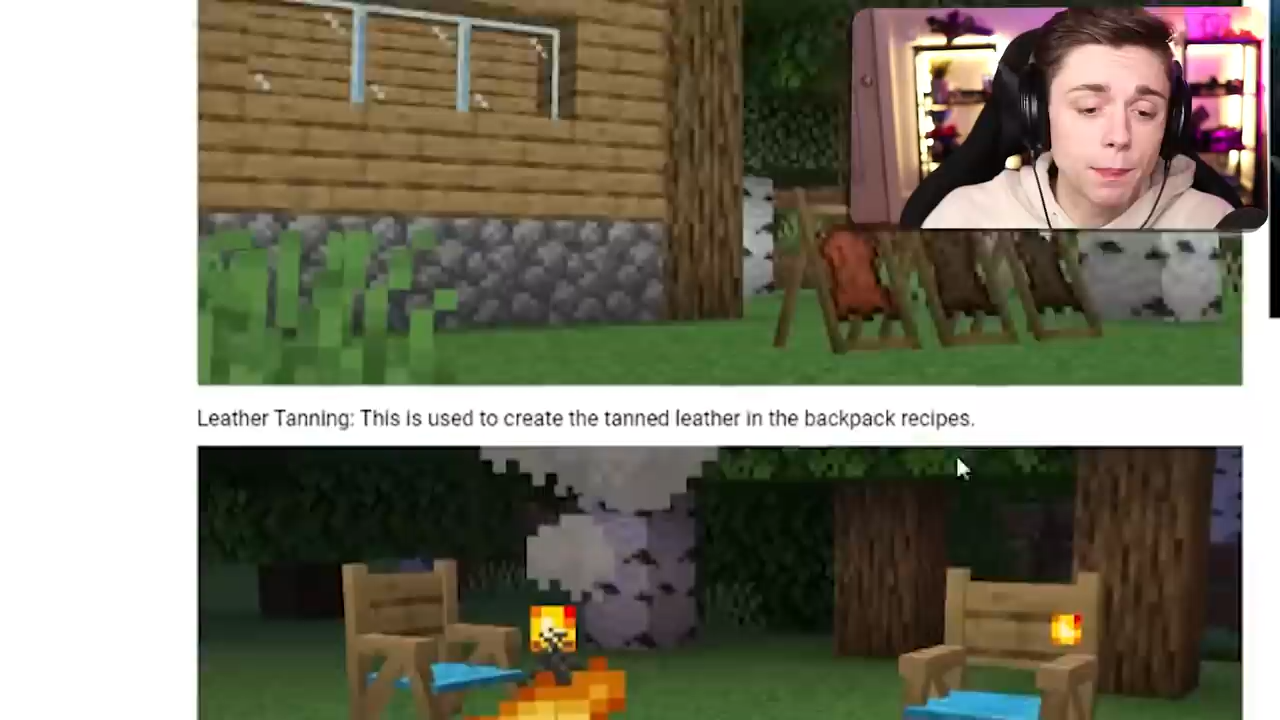 Leather Tanning: This is used to create the tanned leather in the backpack recipes.